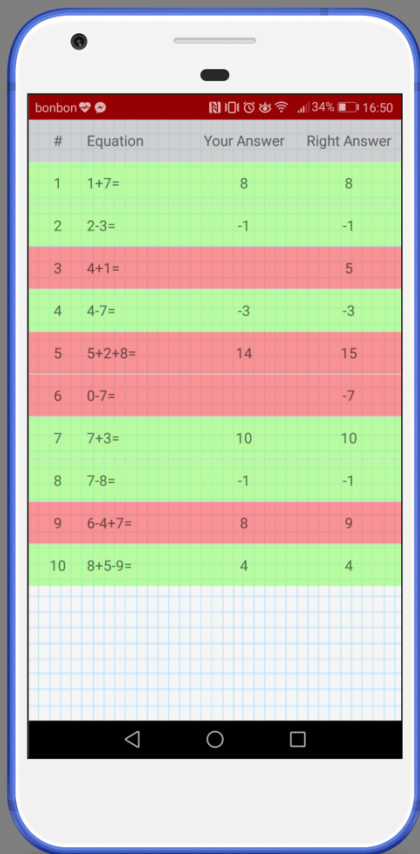 bonbon 34% 16:50
# Equation Your Answer Right Answer
1 1+7= 8 8
2 2-3= -1 -1
3 4+1= 5
4 4-7= -3 -3
5 5+2+8= 14 15
6 0-7= -7
7 7+3= 10 10
8 7-8= -1 -1
9 6-4+7= 8 9
10 8+5-9= 4 4